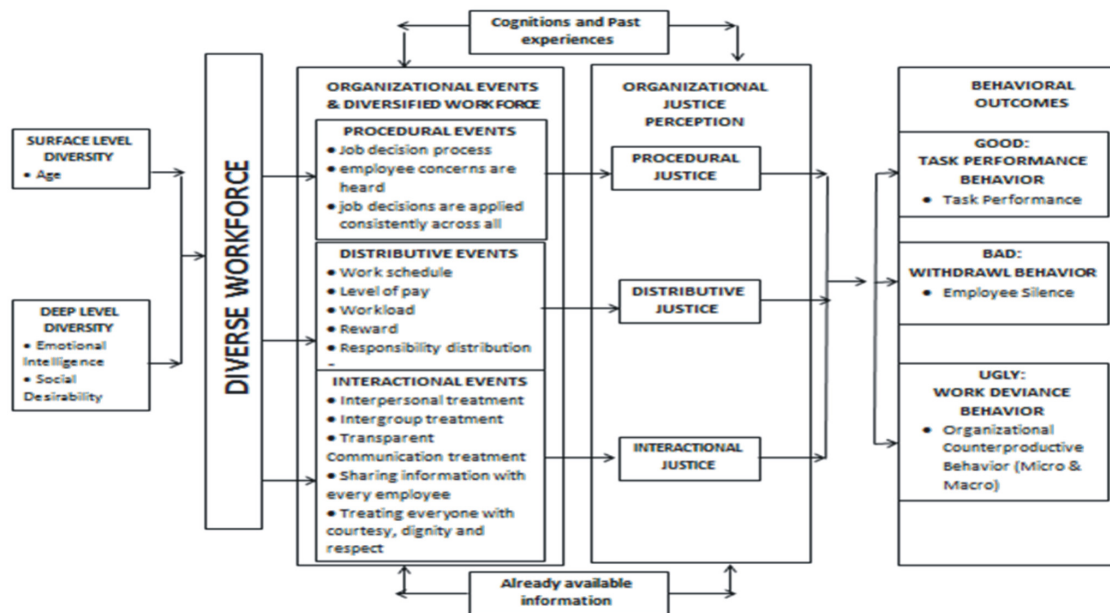 Cognitions and Past
experiences
SURFACE LEVEL
DIVERSITY
• Age
DEEP LEVEL
DIVERSITY
• Emotional
Intelligence
• Social
Desirability
DIVERSE WORKFORCE
ORGANIZATIONAL EVENTS
& DIVERSIFIED WORKFORCE
PROCEDURAL EVENTS
• Job decision process
• employee concerns are
heard
• job decisions are applied
consistently across all
DISTRIBUTIVE EVENTS
• Work schedule
• Level of pay
• Workload
• Reward
• Responsibility distribution
-
INTERACTIONAL EVENTS
• Interpersonal treatment
• Intergroup treatment
• Transparent
Communication treatment
• Sharing information with
every employee
• Treating everyone with
courtesy, dignity and
respect
ORGANIZATIONAL
JUSTICE
PERCEPTION
PROCEDURAL
JUSTICE
DISTRIBUTIVE
JUSTICE
INTERACTIONAL
JUSTICE
BEHAVIORAL
OUTCOMES
GOOD:
TASK PERFORMANCE
BEHAVIOR
• Task Performance
BAD:
WITHDRAWL BEHAVIOR
• Employee Silence
UGLY:
WORK DEVIANCE
BEHAVIOR
• Organizational
Counterproductive
Behavior (Micro &
Macro)
Already available
information